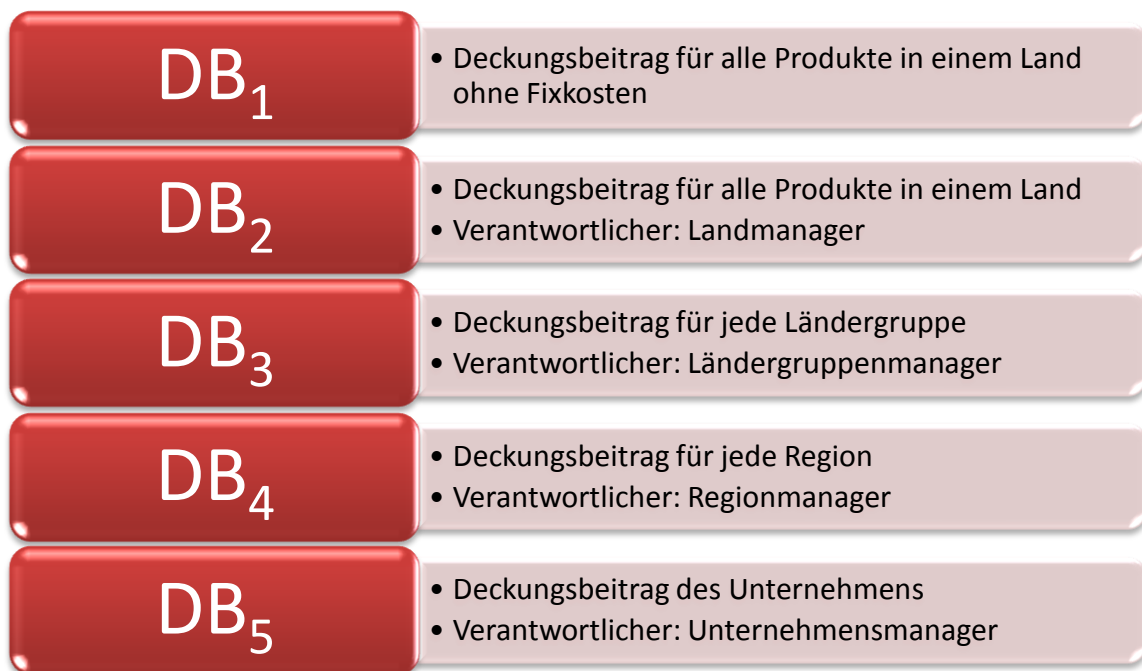 DB₁
• Deckungsbeitrag für alle Produkte in einem Land
ohne Fixkosten
DB₂
• Deckungsbeitrag für alle Produkte in einem Land
• Verantwortlicher: Landmanager
DB₃
• Deckungsbeitrag für jede Ländergruppe
• Verantwortlicher: Ländergruppenmanager
DB₄
• Deckungsbeitrag für jede Region
• Verantwortlicher: Regionmanager
DB₅
• Deckungsbeitrag des Unternehmens
• Verantwortlicher: Unternehmensmanager